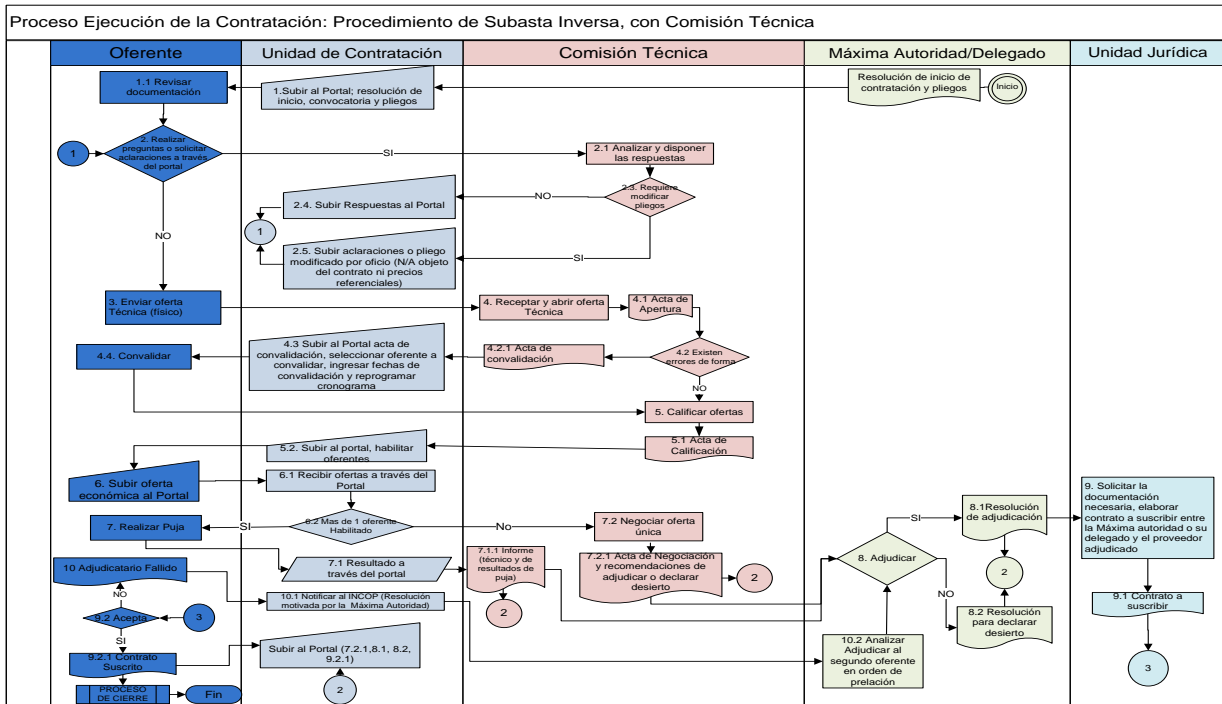 Proceso Ejecución de la Contratación: Procedimiento de Subasta Inversa, con Comisión Técnica
Oferente
Unidad de Contratación
Comisión Técnica
Máxima Autoridad/Delegado
Unidad Jurídica
1.1 Revisar
documentación
1.Subir al Portal; resolución de
inicio, convocatoria y pliegos
Resolución de inicio de
contratación y pliegos
Inicio
1
2. Realizar
preguntas o solicitar
aclaraciones a través
del portal
SI
2.1 Analizar y disponer
las respuestas
2.3. Requiere
modificar
pliegos
NO
2.4. Subir Respuestas al Portal
1
NO
2.5. Subir aclaraciones o pliego
modificado por oficio (N/A objeto
del contrato ni precios
referenciales)
SI
3. Enviar oferta
Técnica (físico)
4. Receptar y abrir oferta
Técnica
4.1 Acta de
Apertura
4.2 Existen
errores de forma
4.2.1 Acta de
convalidación
4.3 Subir al Portal acta de
convalidación, seleccionar oferente a
convalidar, ingresar fechas de
convalidación y reprogramar
cronograma
4.4. Convalidar
NO
5. Calificar ofertas
5.1 Acta de
Calificación
5.2. Subir al portal, habilitar
oferentes
6. Subir oferta
económica al Portal
6.1 Recibir ofertas a través del
Portal
6.2 Mas de 1 oferente
Habilitado
SI
No
7. Realizar Puja
7.2 Negociar oferta
única
7.1 Resultado a
través del portal
7.1.1 Informe
(técnico y de
resultados de
puja)
2
7.2.1 Acta de Negociación
y recomendaciones de
adjudicar o declarar
desierto
2
8. Adjudicar
SI
8.1Resolución
de adjudicación
2
NO
8.2 Resolución
para declarar
desierto
9. Solicitar la
documentación
necesaria, elaborar
contrato a suscribir entre
la Máxima autoridad o su
delegado y el proveedor
adjudicado
9.1 Contrato a
suscribir
3
10 Adjudicatario Fallido
NO
9.2 Acepta
3
SI
10.1 Notificar al INCOP (Resolución
motivada por la Máxima Autoridad)
10.2 Analizar
Adjudicar al
segundo oferente
en orden de
prelación
9.2.1 Contrato
Suscrito
Subir al Portal (7.2.1,8.1, 8.2,
9.2.1)
2
PROCESO
DE CIERRE
Fin